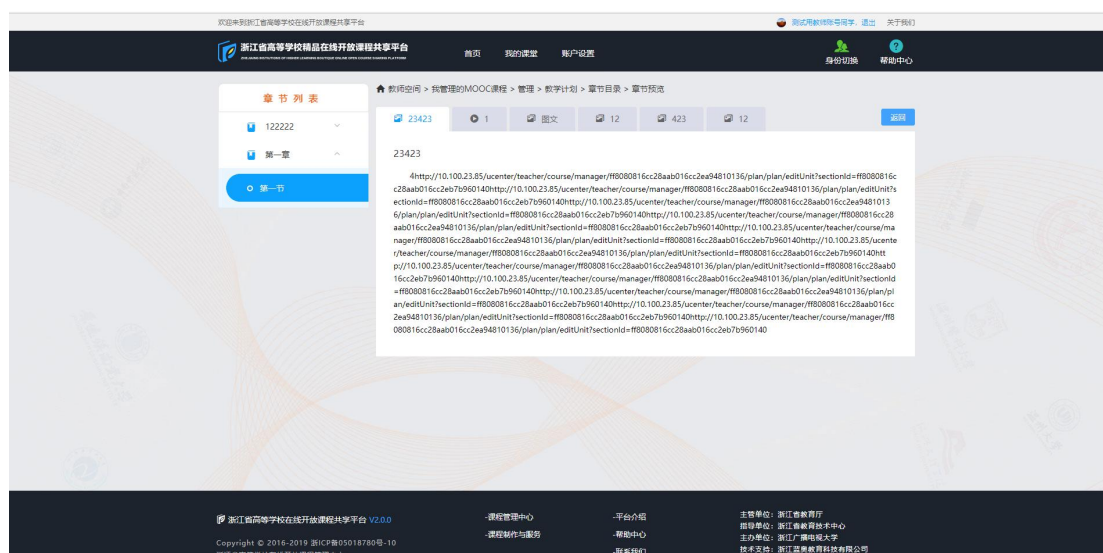 欢迎来到浙江省高等学校在线开放课程共享平台
测试用教师账号同学，退出 关于我们
浙江省高等学校精品在线开放课程共享平台
首页 我的课堂 账户设置
身份切换 帮助中心
章节列表
122222
第一章
第一节
教师空间 > 我管理的MOOC课程 > 管理 > 教学计划 > 章节目录 > 章节预览
23423 1 图文 12 423 12 返回
23423
4http://10.100.23.85/ucenter/teacher/course/manager/ff8080816cc28aab016cc2ea94810136/plan/plan/editUnit?sectionId=ff8080816c
c28aab016cc2eb7b960140http://10.100.23.85/ucenter/teacher/course/manager/ff8080816cc28aab016cc2ea94810136/plan/plan/editUnit?s
ectionId=ff8080816cc28aab016cc2eb7b960140http://10.100.23.85/ucenter/teacher/course/manager/ff8080816cc28aab016cc2ea9481013
6/plan/plan/editUnit?sectionId=ff8080816cc28aab016cc2eb7b960140http://10.100.23.85/ucenter/teacher/course/manager/ff8080816cc28
aab016cc2ea94810136/plan/plan/editUnit?sectionId=ff8080816cc28aab016cc2eb7b960140http://10.100.23.85/ucenter/teacher/course/ma
nager/ff8080816cc28aab016cc2ea94810136/plan/plan/editUnit?sectionId=ff8080816cc28aab016cc2eb7b960140http://10.100.23.85/ucente
r/teacher/course/manager/ff8080816cc28aab016cc2ea94810136/plan/plan/editUnit?sectionId=ff8080816cc28aab016cc2eb7b960140htt
p://10.100.23.85/ucenter/teacher/course/manager/ff8080816cc28aab016cc2ea94810136/plan/plan/editUnit?sectionId=ff8080816cc28aab0
16cc2eb7b960140http://10.100.23.85/ucenter/teacher/course/manager/ff8080816cc28aab016cc2ea94810136/plan/plan/editUnit?sectionId
=ff8080816cc28aab016cc2eb7b960140http://10.100.23.85/ucenter/teacher/course/manager/ff8080816cc28aab016cc2ea94810136/plan/pl
an/editUnit?sectionId=ff8080816cc28aab016cc2eb7b960140http://10.100.23.85/ucenter/teacher/course/manager/ff8080816cc28aab016cc
2ea94810136/plan/plan/editUnit?sectionId=ff8080816cc28aab016cc2eb7b960140http://10.100.23.85/ucenter/teacher/course/manager/ff8
080816cc28aab016cc2ea94810136/plan/plan/editUnit?sectionId=ff8080816cc28aab016cc2eb7b960140
浙江省高等学校在线开放课程共享平台 V2.0.0
Copyright © 2016-2019 浙ICP备05018780号-10
-课程管理中心
-课程制作与服务
-平台介绍
-帮助中心
-联系我们
主管单位：浙江省教育厅
指导单位：浙江省教育技术中心
主办单位：浙江广播电视大学
技术支持：浙江蓝奥教育科技有限公司